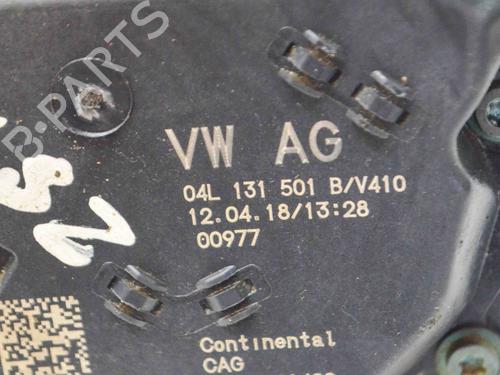 B-PARTS
VW AG
04L 131 501 B/V410
12.04.18/13:28
00977
Continental
CAG